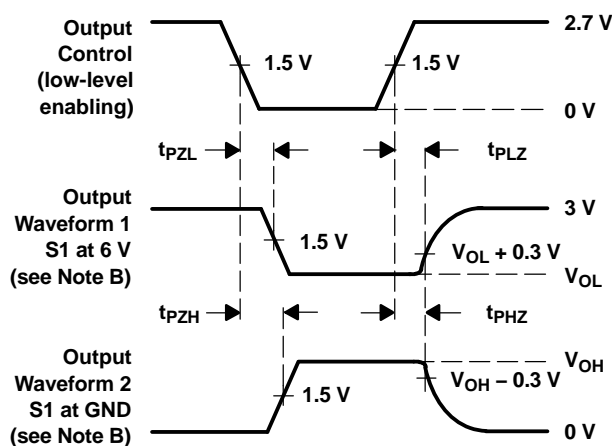 Output
Control
(low-level
enabling)
2.7 V
1.5 V
1.5 V
0 V
tPZL
tPLZ
Output
Waveform 1
S1 at 6 V
(see Note B)
3 V
1.5 V
VOL + 0.3 V
VOL
tPZH
tPHZ
Output
Waveform 2
S1 at GND
(see Note B)
VOH
1.5 V
VOH − 0.3 V
0 V